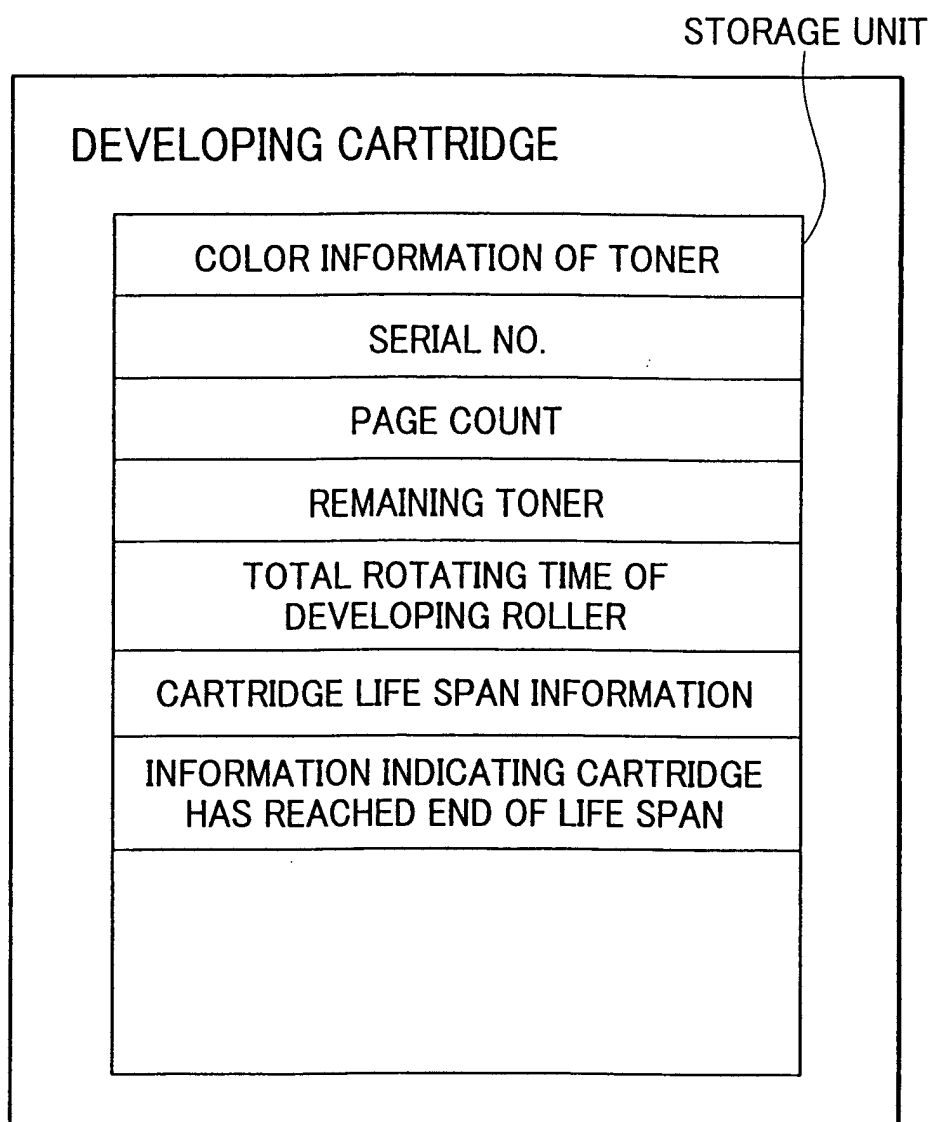 STORAGE UNIT
DEVELOPING CARTRIDGE
COLOR INFORMATION OF TONER
SERIAL NO.
PAGE COUNT
REMAINING TONER
TOTAL ROTATING TIME OF
DEVELOPING ROLLER
CARTRIDGE LIFE SPAN INFORMATION
INFORMATION INDICATING CARTRIDGE
HAS REACHED END OF LIFE SPAN